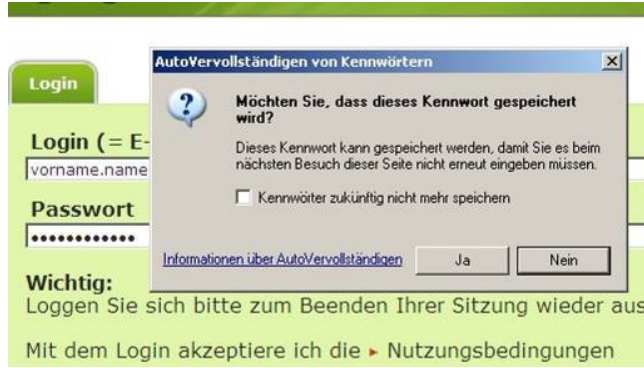 AutoVervollständigen von Kennwörtern
Login
Möchten Sie, dass dieses Kennwort gespeichert
wird?
Login (= E-
Dieses Kennwort kann gespeichert werden, damit Sie es beim
nächsten Besuch dieser Seite nicht erneut eingeben müssen.
vorname.name
Kennwörter zukünftig nicht mehr speichern
Passwort
••••••••••••
Informationen über AutoVervollständigen
Ja
Nein
Wichtig:
Loggen Sie sich bitte zum Beenden Ihrer Sitzung wieder aus
Mit dem Login akzeptiere ich die ▸ Nutzungsbedingungen